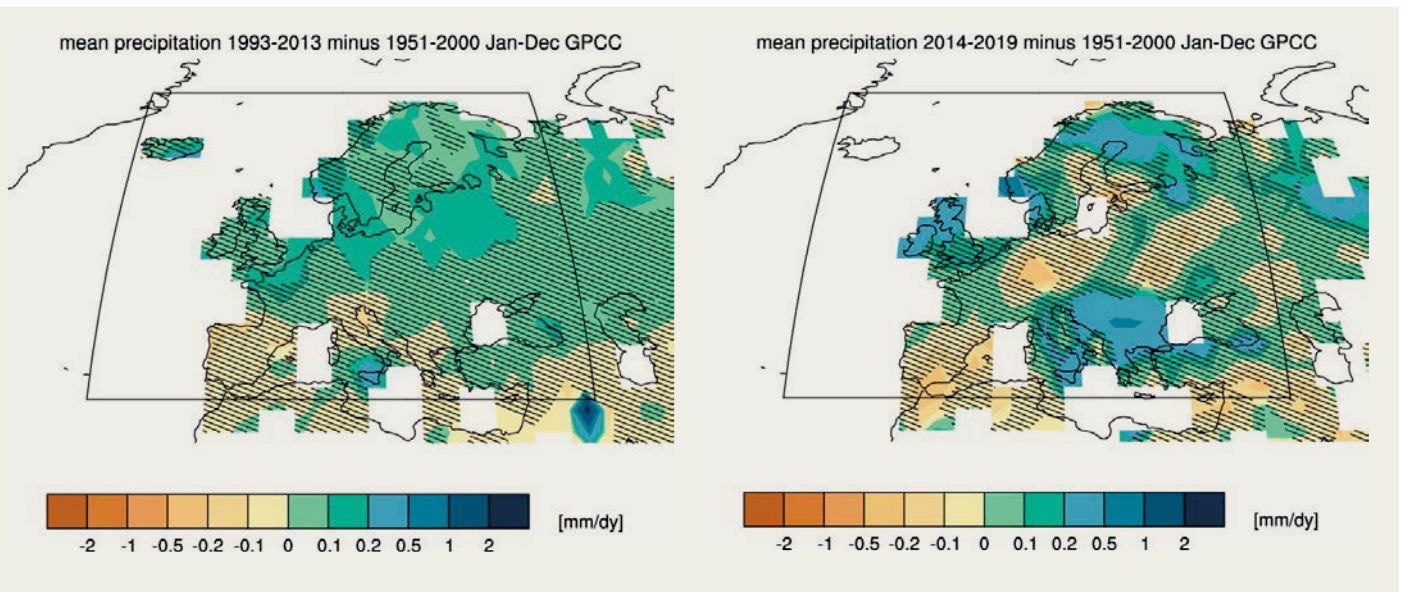 mean precipitation 1993-2013 minus 1951-2000 Jan-Dec GPCC
[mm/dy]
-2 -1 -0.5 -0.2 -0.1 0 0.1 0.2 0.5 1 2
mean precipitation 2014-2019 minus 1951-2000 Jan-Dec GPCC
[mm/dy]
-2 -1 -0.5 -0.2 -0.1 0 0.1 0.2 0.5 1 2